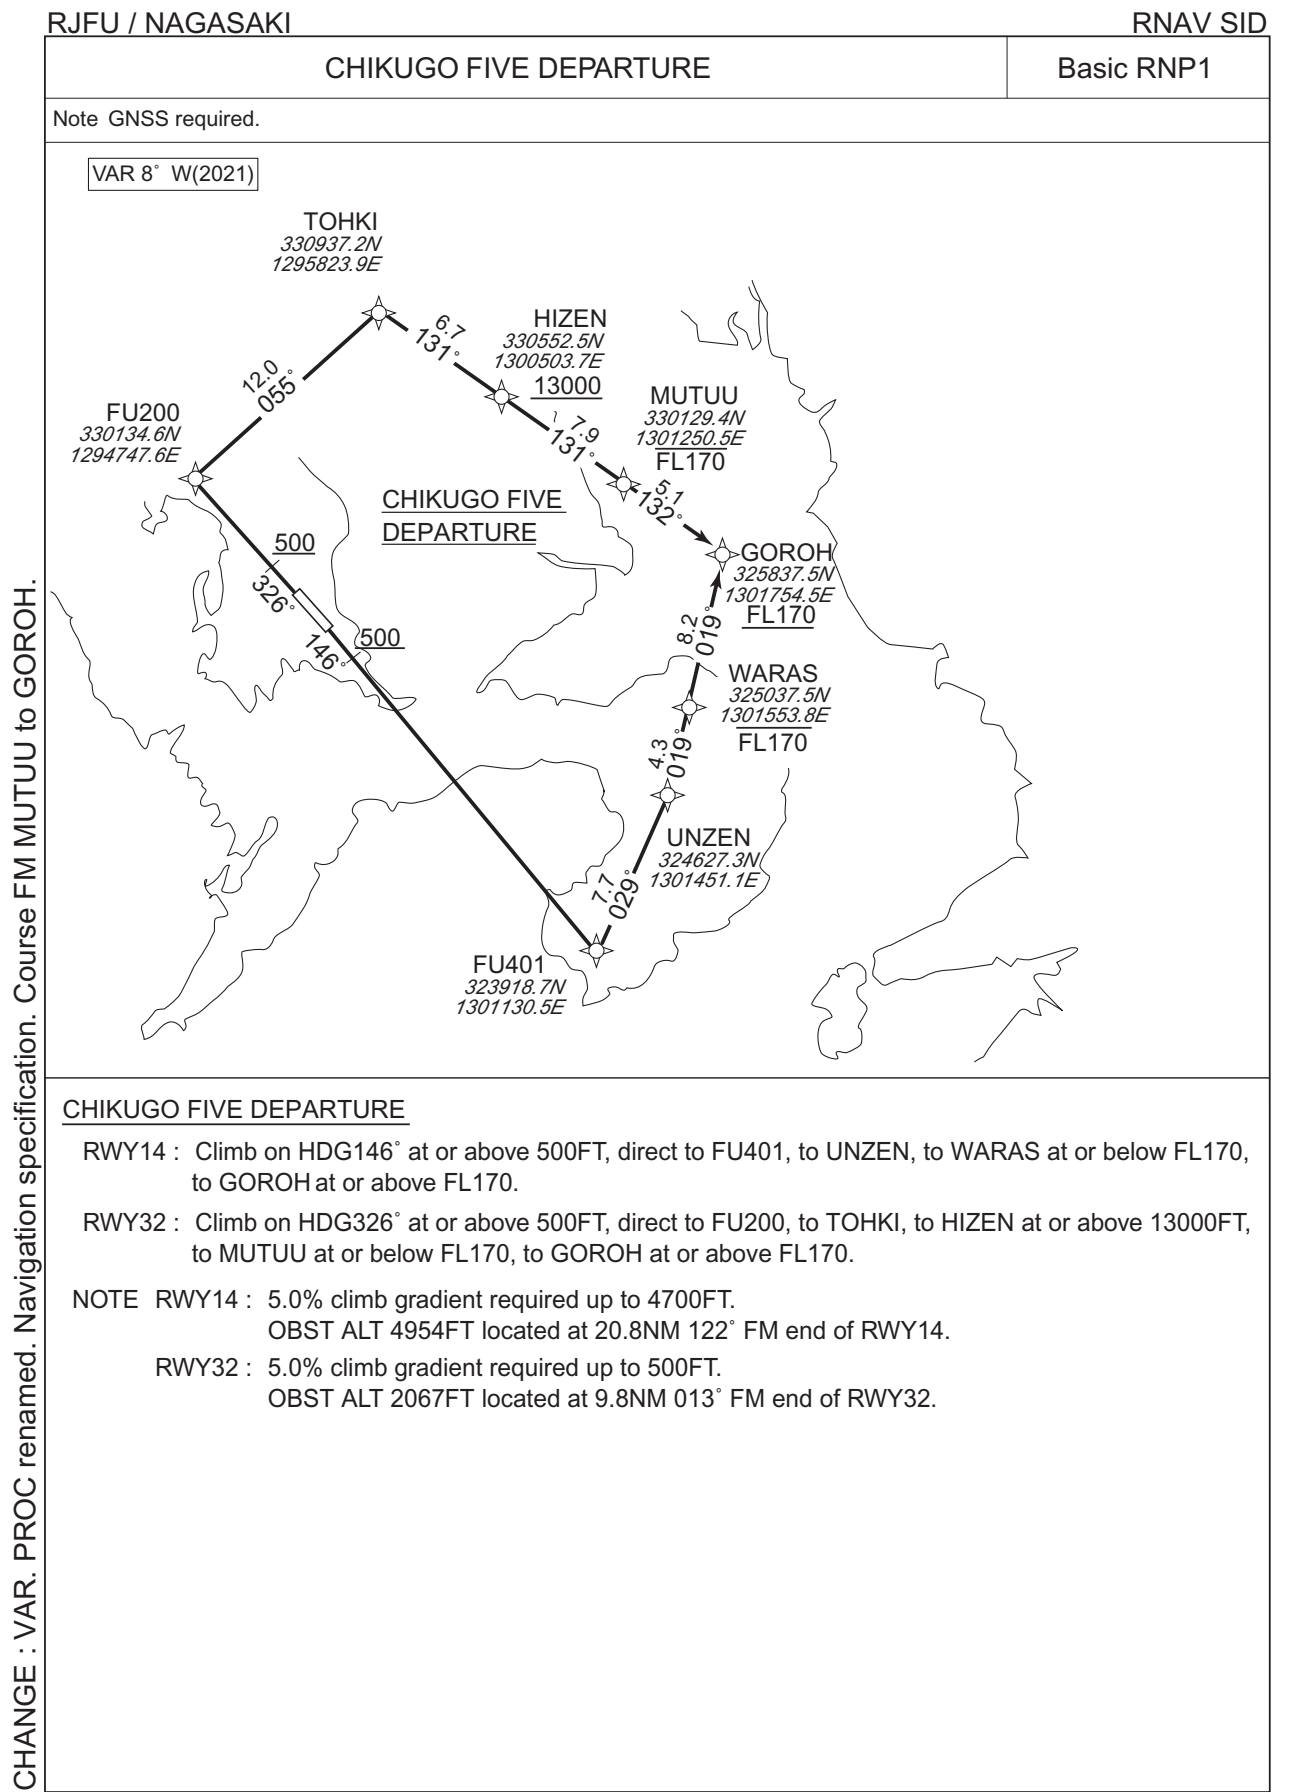 RJFU / NAGASAKI
RNAV SID
CHIKUGO FIVE DEPARTURE
Basic RNP1
Note GNSS required.
VAR 8° W(2021)
TOHKI
330937.2N
1295823.9E
6.7
131°
HIZEN
330552.5N
1300503.7E
13000
12.0
055°
FU200
330134.6N
1294747.6E
7.9
131°
MUTUU
330129.4N
1301250.5E
FL170
5.1
132°
CHIKUGO FIVE
DEPARTURE
500
326°
GOROH
325837.5N
1301754.5E
FL170
146°
500
8.2
019°
WARAS
325037.5N
1301553.8E
FL170
4.3
019°
UNZEN
324627.3N
1301451.1E
7.7
029°
FU401
323918.7N
1301130.5E
CHIKUGO FIVE DEPARTURE
RWY14 : Climb on HDG146° at or above 500FT, direct to FU401, to UNZEN, to WARAS at or below FL170,
to GOROH at or above FL170.
RWY32 : Climb on HDG326° at or above 500FT, direct to FU200, to TOHKI, to HIZEN at or above 13000FT,
to MUTUU at or below FL170, to GOROH at or above FL170.
NOTE RWY14 : 5.0% climb gradient required up to 4700FT.
OBST ALT 4954FT located at 20.8NM 122° FM end of RWY14.
RWY32 : 5.0% climb gradient required up to 500FT.
OBST ALT 2067FT located at 9.8NM 013° FM end of RWY32.
CHANGE : VAR. PROC renamed. Navigation specification. Course FM MUTUU to GOROH.